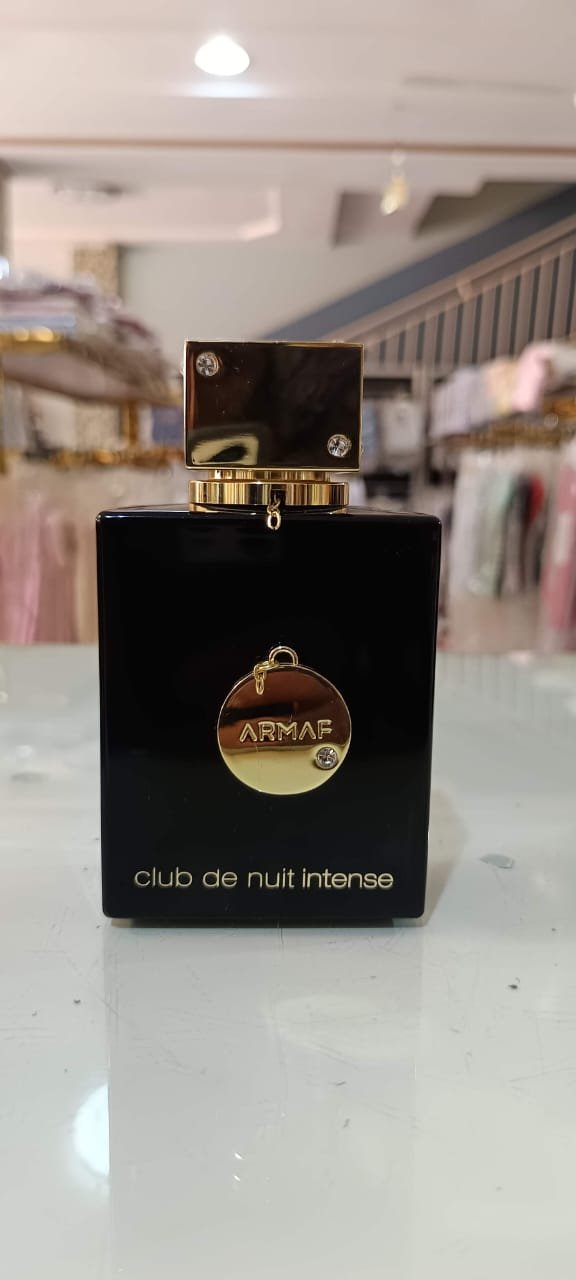 ARMAF
club de nuit intense